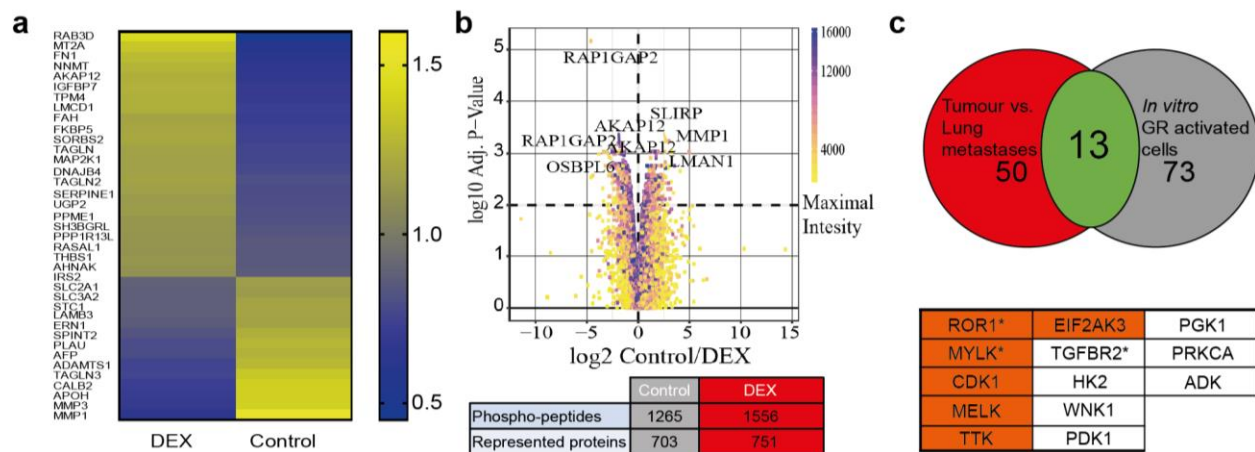 a
RAB3D
MT2A
FN1
NNMT
AKAP12
IGFBP7
TPM4
LMCD1
FAH
FKBP5
SORBS2
TAGLN
MAP2K1
DNAJB4
TAGLN2
SERPINE1
UGP2
PPME1
SH3BGRL
PPP1R13L
RASAL1
THBS1
AHNAK
IRS2
SLC2A1
SLC3A2
STC1
LAMB3
ERN1
SPINT2
PLAU
AFP
ADAMTS1
TAGLN3
CALB2
APOH
MMP3
MMP1
DEX Control
1.5
1.0
0.5
b
log10 Adj. P-Value
5
4
3
2
1
0
RAP1GAP2
SLIRP
AKAP12
RAP1GAP2
MMP1
AKAP12
OSBPL6
LMAN1
−10 −5 0 5 10 15
log2 Control/DEX
16000
12000
4000
Maximal
Intesity
Control DEX
Phospho-peptides 1265 1556
Represented proteins 703 751
c
Tumour vs.
Lung
metastases
50
13
In vitro
GR activated
cells
73
ROR1* EIF2AK3 PGK1
MYLK* TGFBR2* PRKCA
CDK1 HK2 ADK
MELK WNK1
TTK PDK1